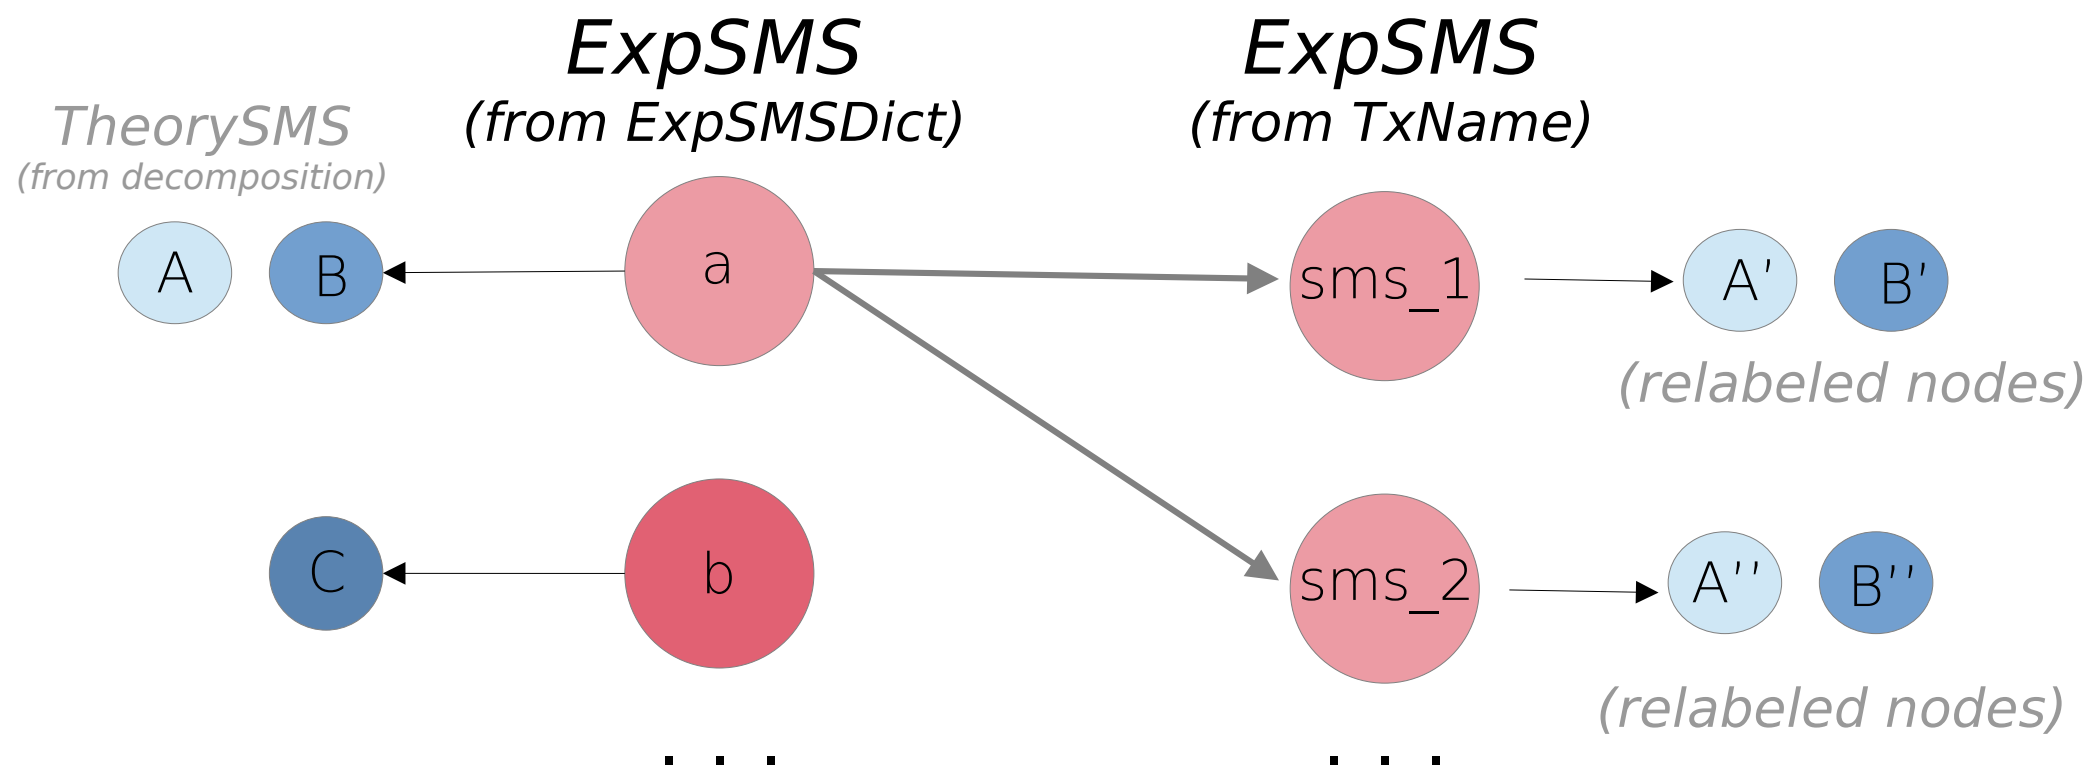 ExpSMS
(from ExpSMSDict)
ExpSMS
(from TxName)
TheorySMS
(from decomposition)
A
B
a
sms_1
A'
B'
(relabeled nodes)
C
b
sms_2
A''
B''
(relabeled nodes)
...
...